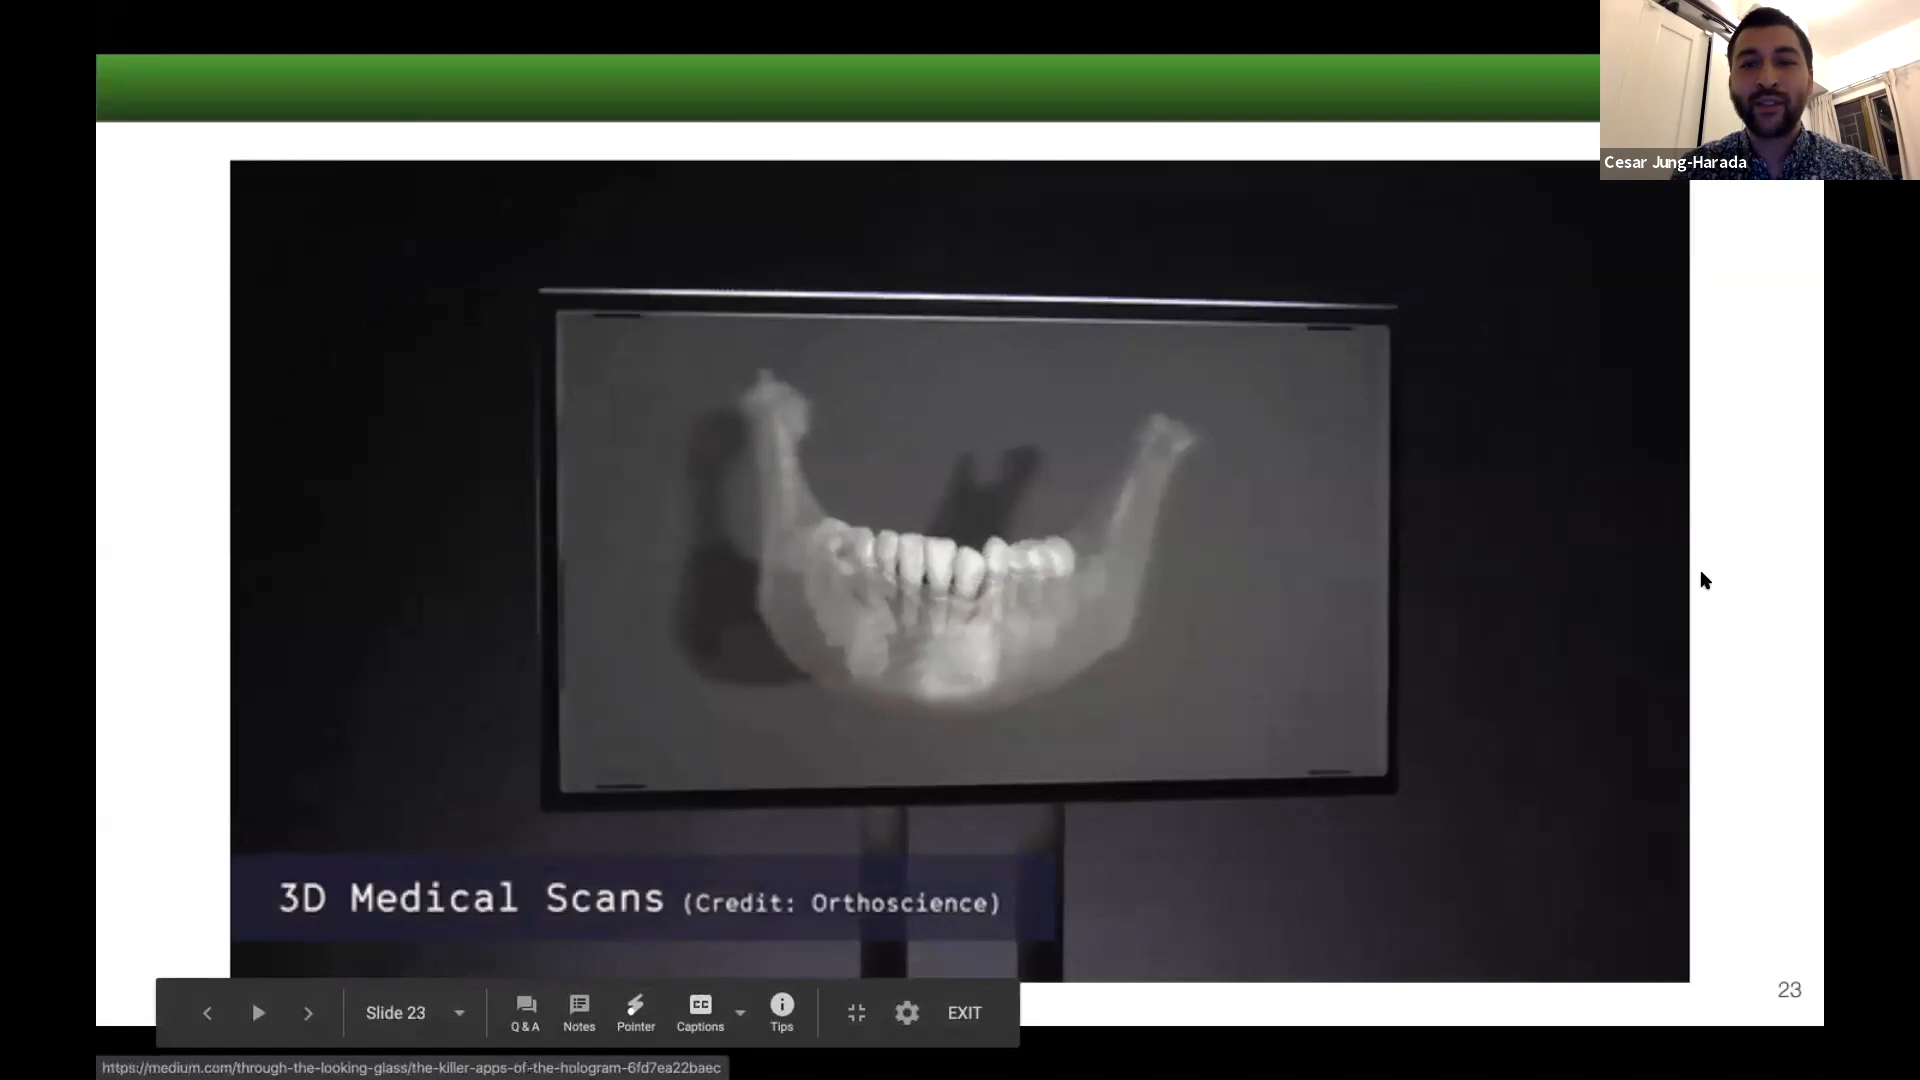 Cesar Jung-Harada
3D Medical Scans (Credit: Orthoscience)
23
Slide 23
Q & A
Notes
Pointer
CC
Captions
Tips
EXIT
https://medium.com/through-the-looking-glass/the-killer-apps-of-the-hologram-6fd7ea22baec